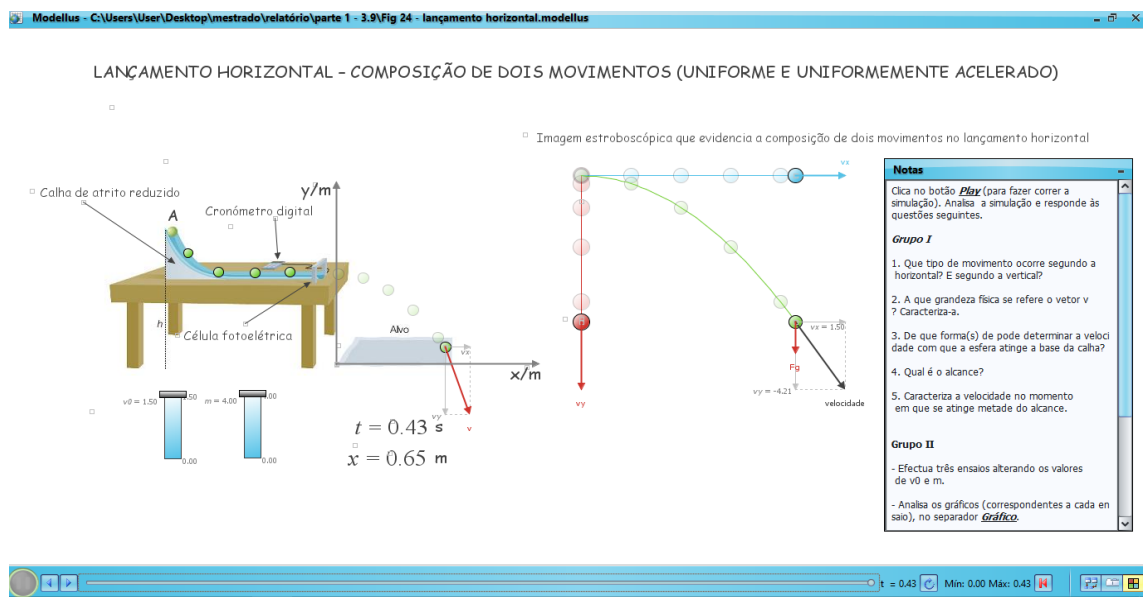 Modellus - C:\Users\User\Desktop\mestrado\relatório\parte 1 - 3.9\Fig 24 - lançamento horizontal.modellus
LANÇAMENTO HORIZONTAL – COMPOSIÇÃO DE DOIS MOVIMENTOS (UNIFORME E UNIFORMEMENTE ACELERADO)
Imagem estroboscópica que evidencia a composição de dois movimentos no lançamento horizontal
Calha de atrito reduzido
A
Cronómetro digital
y/m
h
Célula fotoelétrica
Alvo
vx
x/m
vy
v
v0 = 1.50
.50
0.00
m = 4.00
.00
0.00
t = 0.43 s
x = 0.65 m
vx
vx = 1.50
Fg
vy = -4.21
vy
velocidade
Notas
Clica no botão Play (para fazer correr a
simulação). Analisa a simulação e responde às
questões seguintes.
Grupo I
1. Que tipo de movimento ocorre segundo a
horizontal? E segundo a vertical?
2. A que grandeza física se refere o vetor v
? Caracteriza-a.
3. De que forma(s) de pode determinar a veloci
dade com que a esfera atinge a base da calha?
4. Qual é o alcance?
5. Caracteriza a velocidade no momento
em que se atinge metade do alcance.
Grupo II
- Efectua três ensaios alterando os valores
de v0 e m.
- Analisa os gráficos (correspondentes a cada en
saio), no separador Gráfico.
t = 0.43
Mín: 0.00 Máx: 0.43